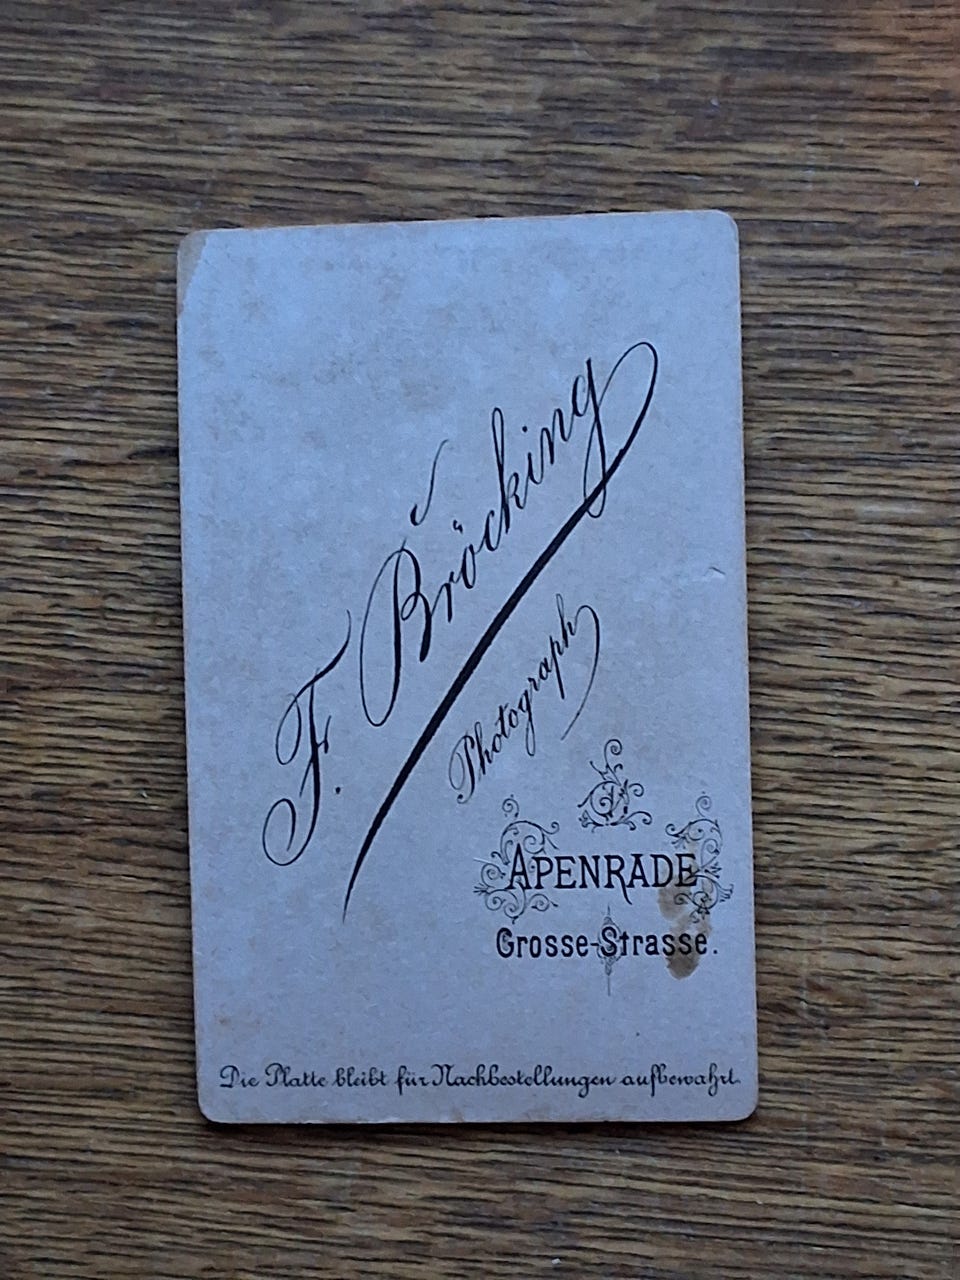 F. Bröcking
Photograph
APENRADE
Grosse-Strasse.
Die Platte bleibt für Nachbestellungen aufbewahrt.